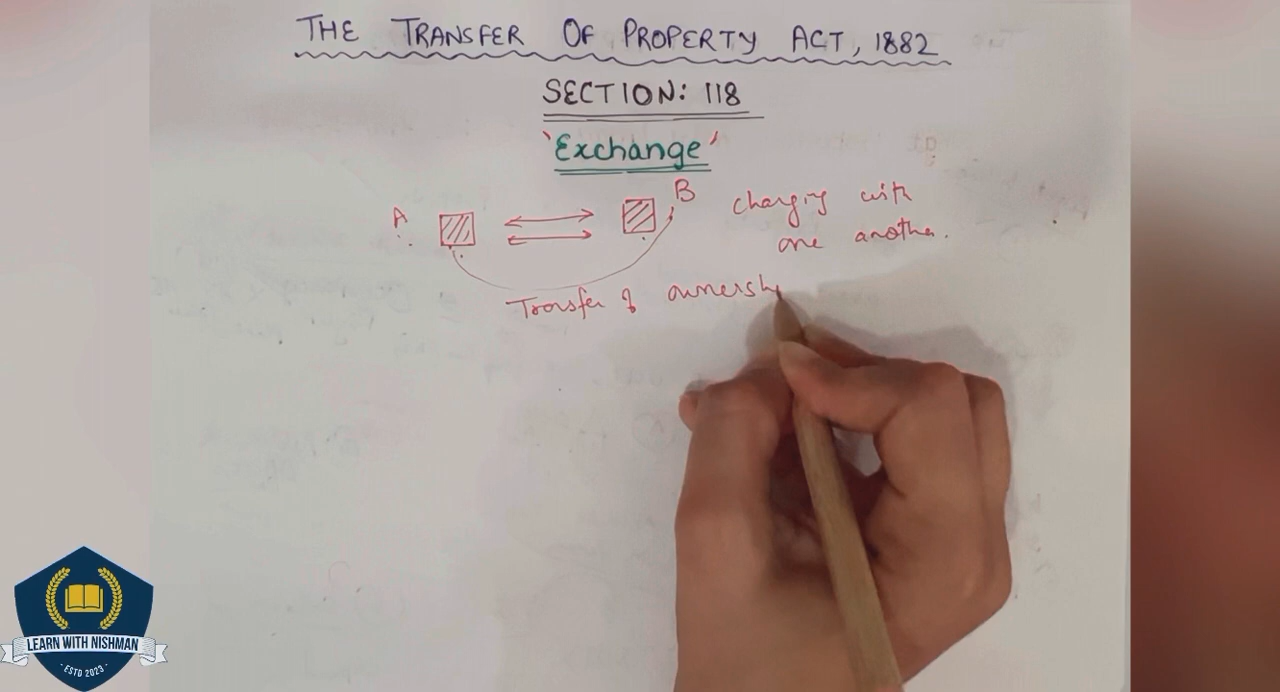 THE TRANSFER OF PROPERTY ACT, 1882
SECTION: 118
'Exchange'
A
B
changing with
one another.
Transfer of ownersh
LEARN WITH NISHMAN
· ESTD 2023 ·